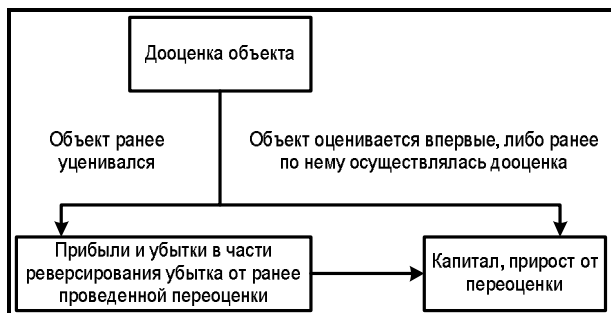 Дооценка объекта
Объект ранее
уценивался
Объект оценивается впервые, либо ранее
по нему осуществлялась дооценка
Прибыли и убытки в части
реверсирования убытка от ранее
проведенной переоценки
Капитал, прирост от
переоценки